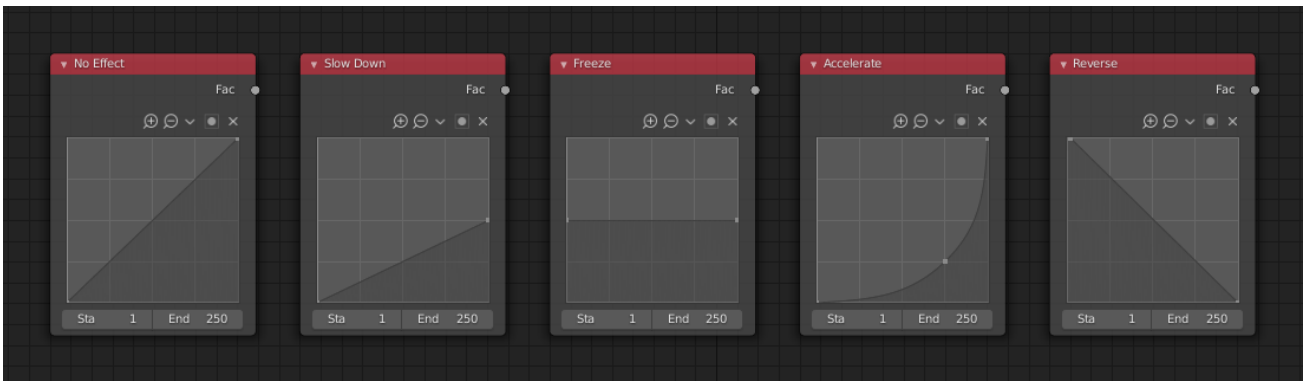 No Effect
Fac
Sta 1 End 250
Slow Down
Fac
Sta 1 End 250
Freeze
Fac
Sta 1 End 250
Accelerate
Fac
Sta 1 End 250
Reverse
Fac
Sta 1 End 250